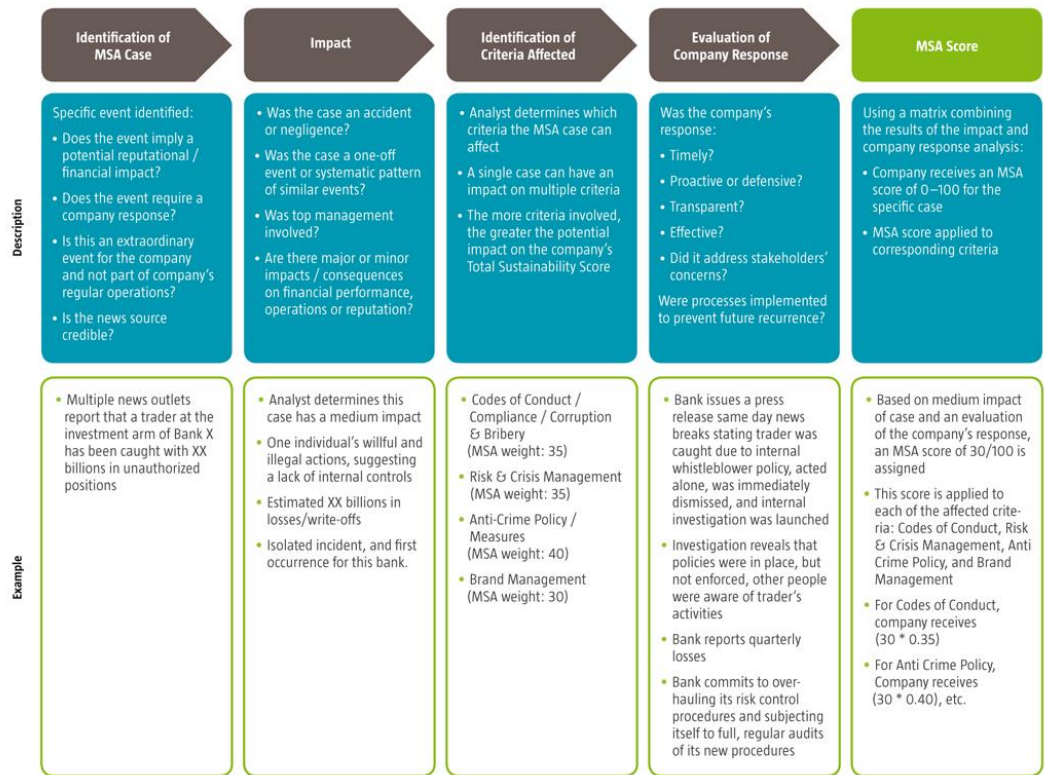 Identification of
MSA Case
Impact
Identification of
Criteria Affected
Evaluation of
Company Response
MSA Score
Description
Specific event identified:
• Does the event imply a
potential reputational /
financial impact?
• Does the event require a
company response?
• Is this an extraordinary
event for the company
and not part of company's
regular operations?
• Is the news source
credible?
• Was the case an accident
or negligence?
• Was the case a one-off
event or systematic pattern
of similar events?
• Was top management
involved?
• Are there major or minor
impacts / consequences
on financial performance,
operations or reputation?
• Analyst determines which
criteria the MSA case can
affect
• A single case can have an
impact on multiple criteria
• The more criteria involved,
the greater the potential
impact on the company's
Total Sustainability Score
Was the company's
response:
• Timely?
• Proactive or defensive?
• Transparent?
• Effective?
• Did it address stakeholders'
concerns?
Were processes implemented
to prevent future recurrence?
Using a matrix combining
the results of the impact and
company response analysis:
• Company receives an MSA
score of 0–100 for the
specific case
• MSA score applied to
corresponding criteria
Example
• Multiple news outlets
report that a trader at the
investment arm of Bank X
has been caught with XX
billions in unauthorized
positions
• Analyst determines this
case has a medium impact
• One individual's willful and
illegal actions, suggesting
a lack of internal controls
• Estimated XX billions in
losses/write-offs
• Isolated incident, and first
occurrence for this bank.
• Codes of Conduct /
Compliance / Corruption
& Bribery
(MSA weight: 35)
• Risk & Crisis Management
(MSA weight: 35)
• Anti-Crime Policy /
Measures
(MSA weight: 40)
• Brand Management
(MSA weight: 30)
• Bank issues a press
release same day news
breaks stating trader was
caught due to internal
whistleblower policy, acted
alone, was immediately
dismissed, and internal
investigation was launched
• Investigation reveals that
policies were in place, but
not enforced, other people
were aware of trader's
activities
• Bank reports quarterly
losses
• Bank commits to over-
hauling its risk control
procedures and subjecting
itself to full, regular audits
of its new procedures
• Based on medium impact
of case and an evaluation
of the company's response,
an MSA score of 30/100 is
assigned
• This score is applied to
each of the affected crite-
ria: Codes of Conduct, Risk
& Crisis Management, Anti
Crime Policy, and Brand
Management
• For Codes of Conduct,
company receives
(30 * 0.35)
• For Anti Crime Policy,
Company receives
(30 * 0.40), etc.